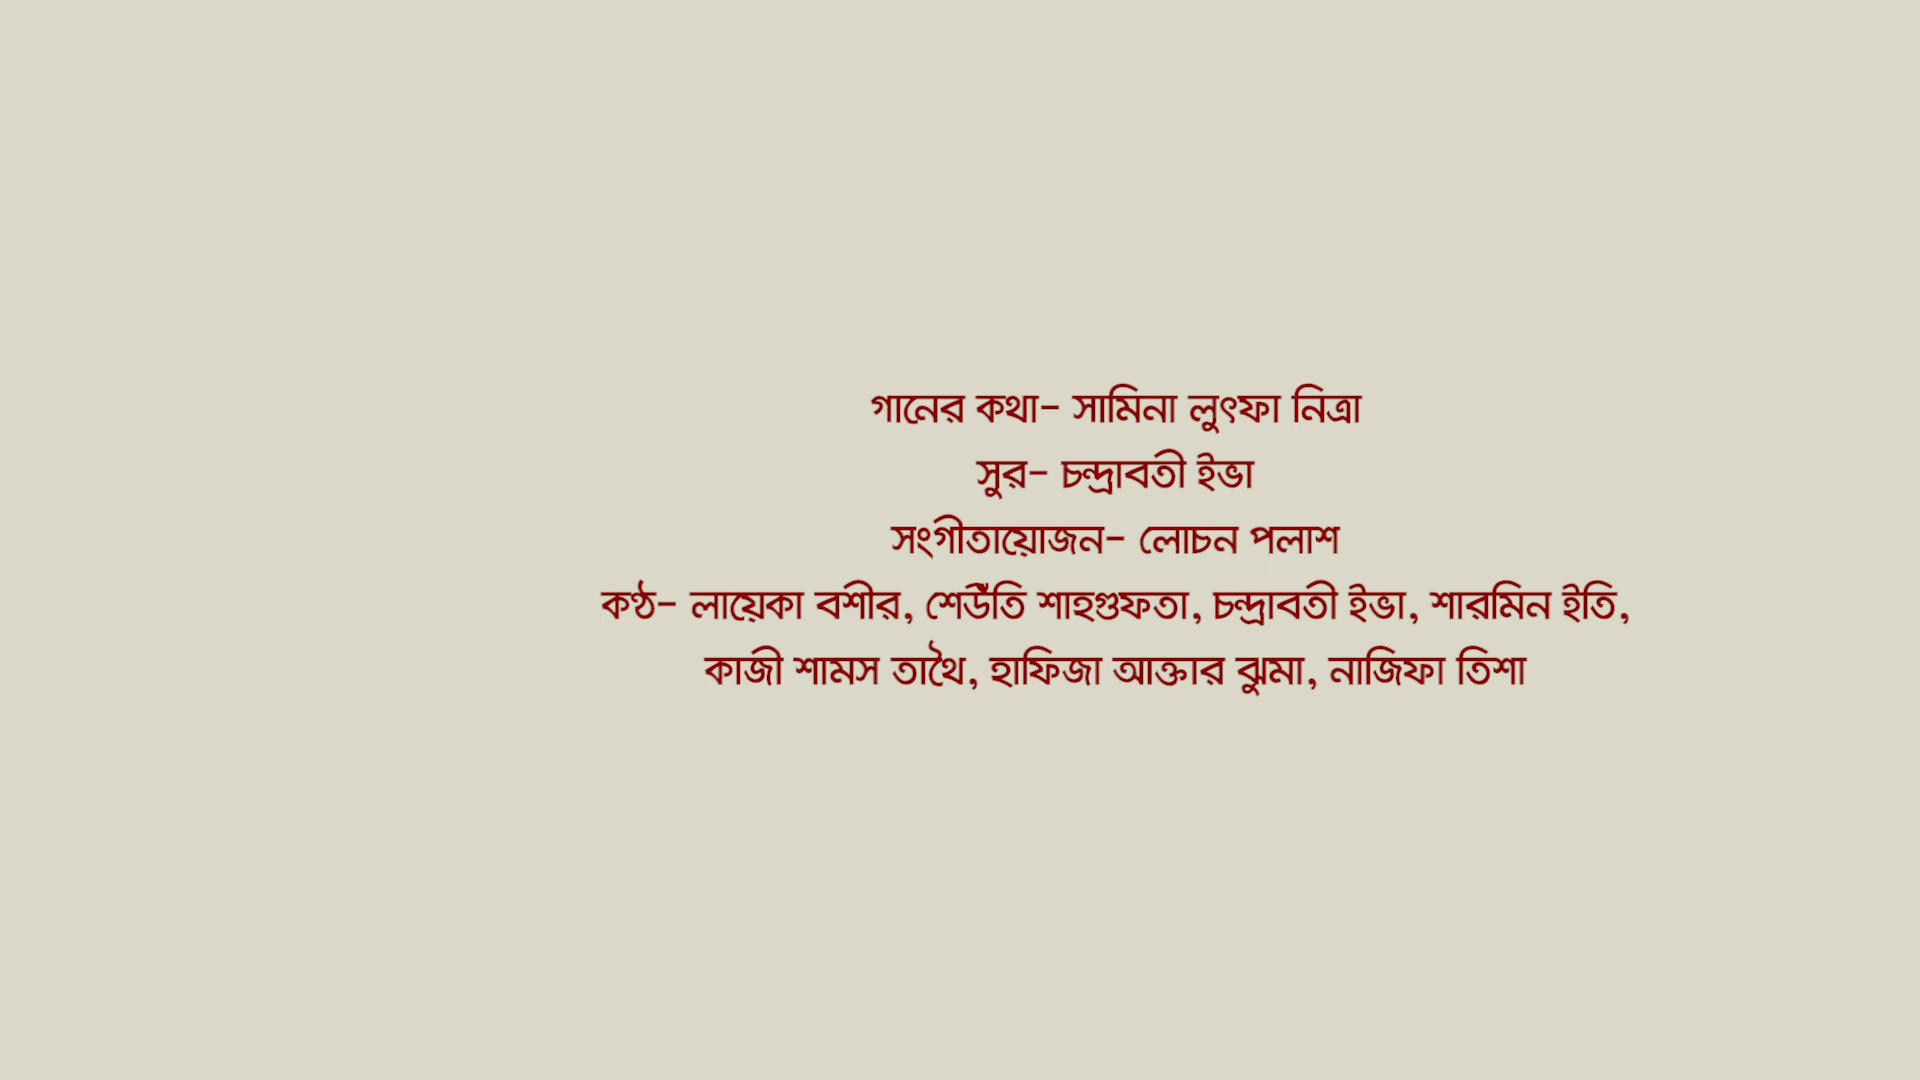 গানের কথা– সামিনা লুৎফা নিত্রা
সুর– চন্দ্রাবতী ইভা
সংগীতায়োজন– লোচন পলাশ
কণ্ঠ– লায়েকা বশীর, শেউঁতি শাহগুফতা, চন্দ্রাবতী ইভা, শারমিন ইতি,
কাজী শামস তাথৈ, হাফিজা আক্তার ঝুমা, নাজিফা তিশা